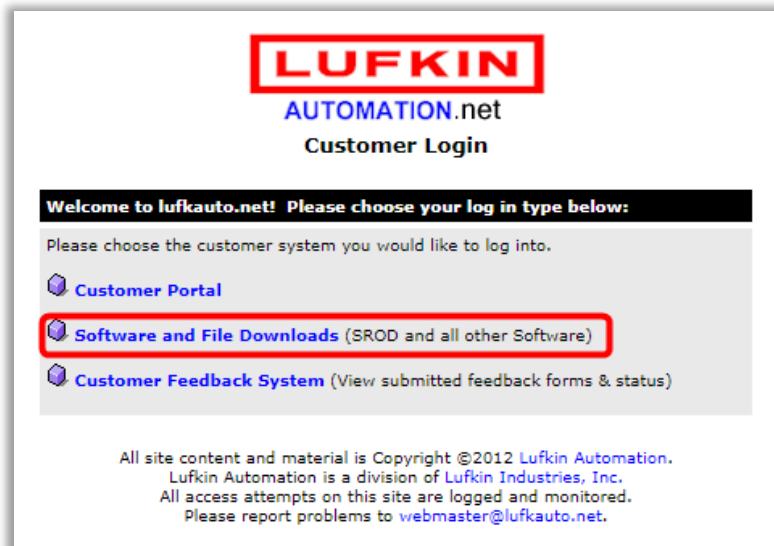 LUFKIN
AUTOMATION.net
Customer Login
Welcome to lufkauto.net! Please choose your log in type below:
Please choose the customer system you would like to log into.
Customer Portal
Software and File Downloads (SROD and all other Software)
Customer Feedback System (View submitted feedback forms & status)
All site content and material is Copyright ©2012 Lufkin Automation.
Lufkin Automation is a division of Lufkin Industries, Inc.
All access attempts on this site are logged and monitored.
Please report problems to webmaster@lufkauto.net.